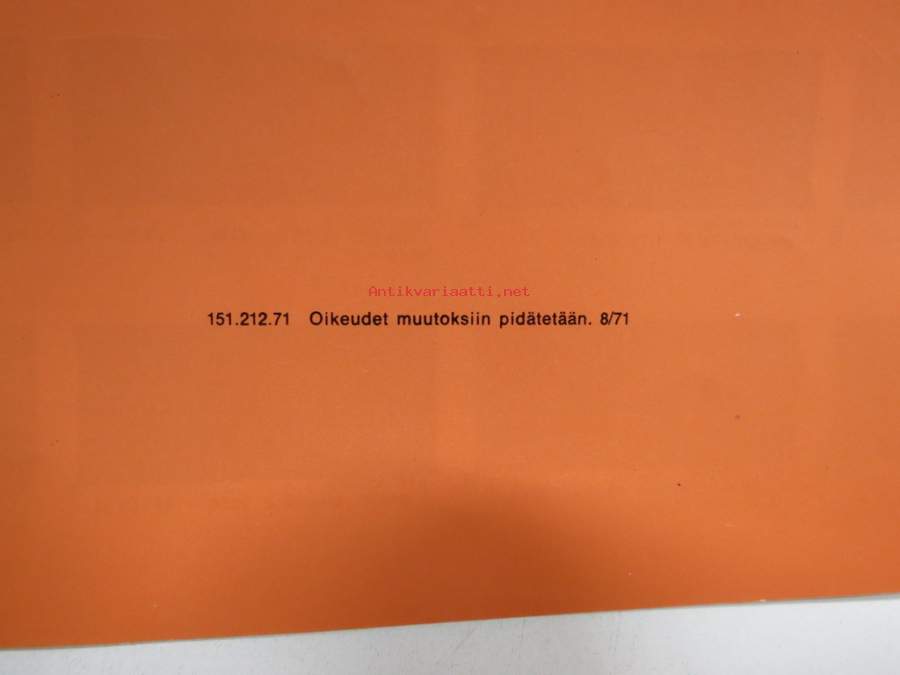 Antikvariaatti.net
151.212.71 Oikeudet muutoksiin pidätetään. 8/71